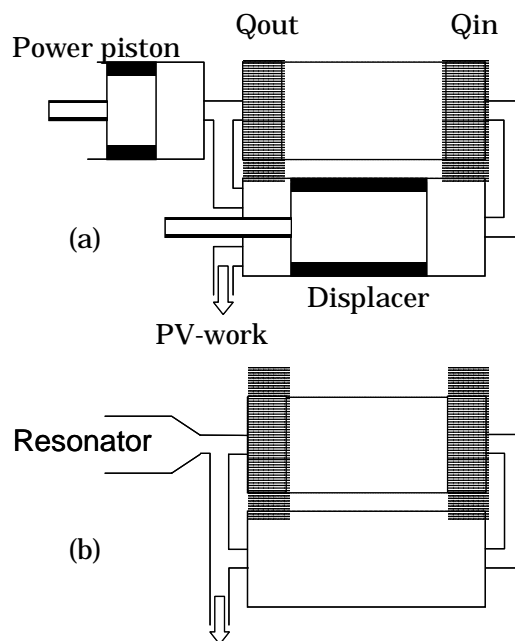 Qout
Qin
Power piston
(a)
Displacer
PV-work
Resonator
(b)